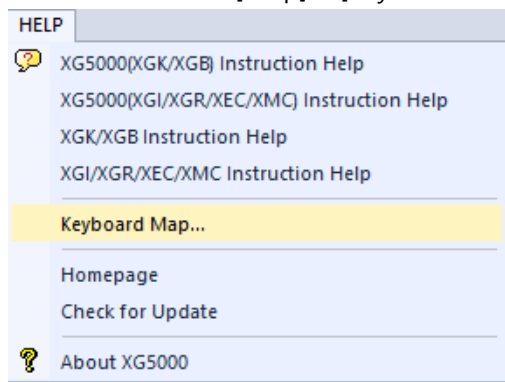 HELP
XG5000(XGK/XGB) Instruction Help
XG5000(XGI/XGR/XEC/XMC) Instruction Help
XGK/XGB Instruction Help
XGI/XGR/XEC/XMC Instruction Help
Keyboard Map...
Homepage
Check for Update
About XG5000